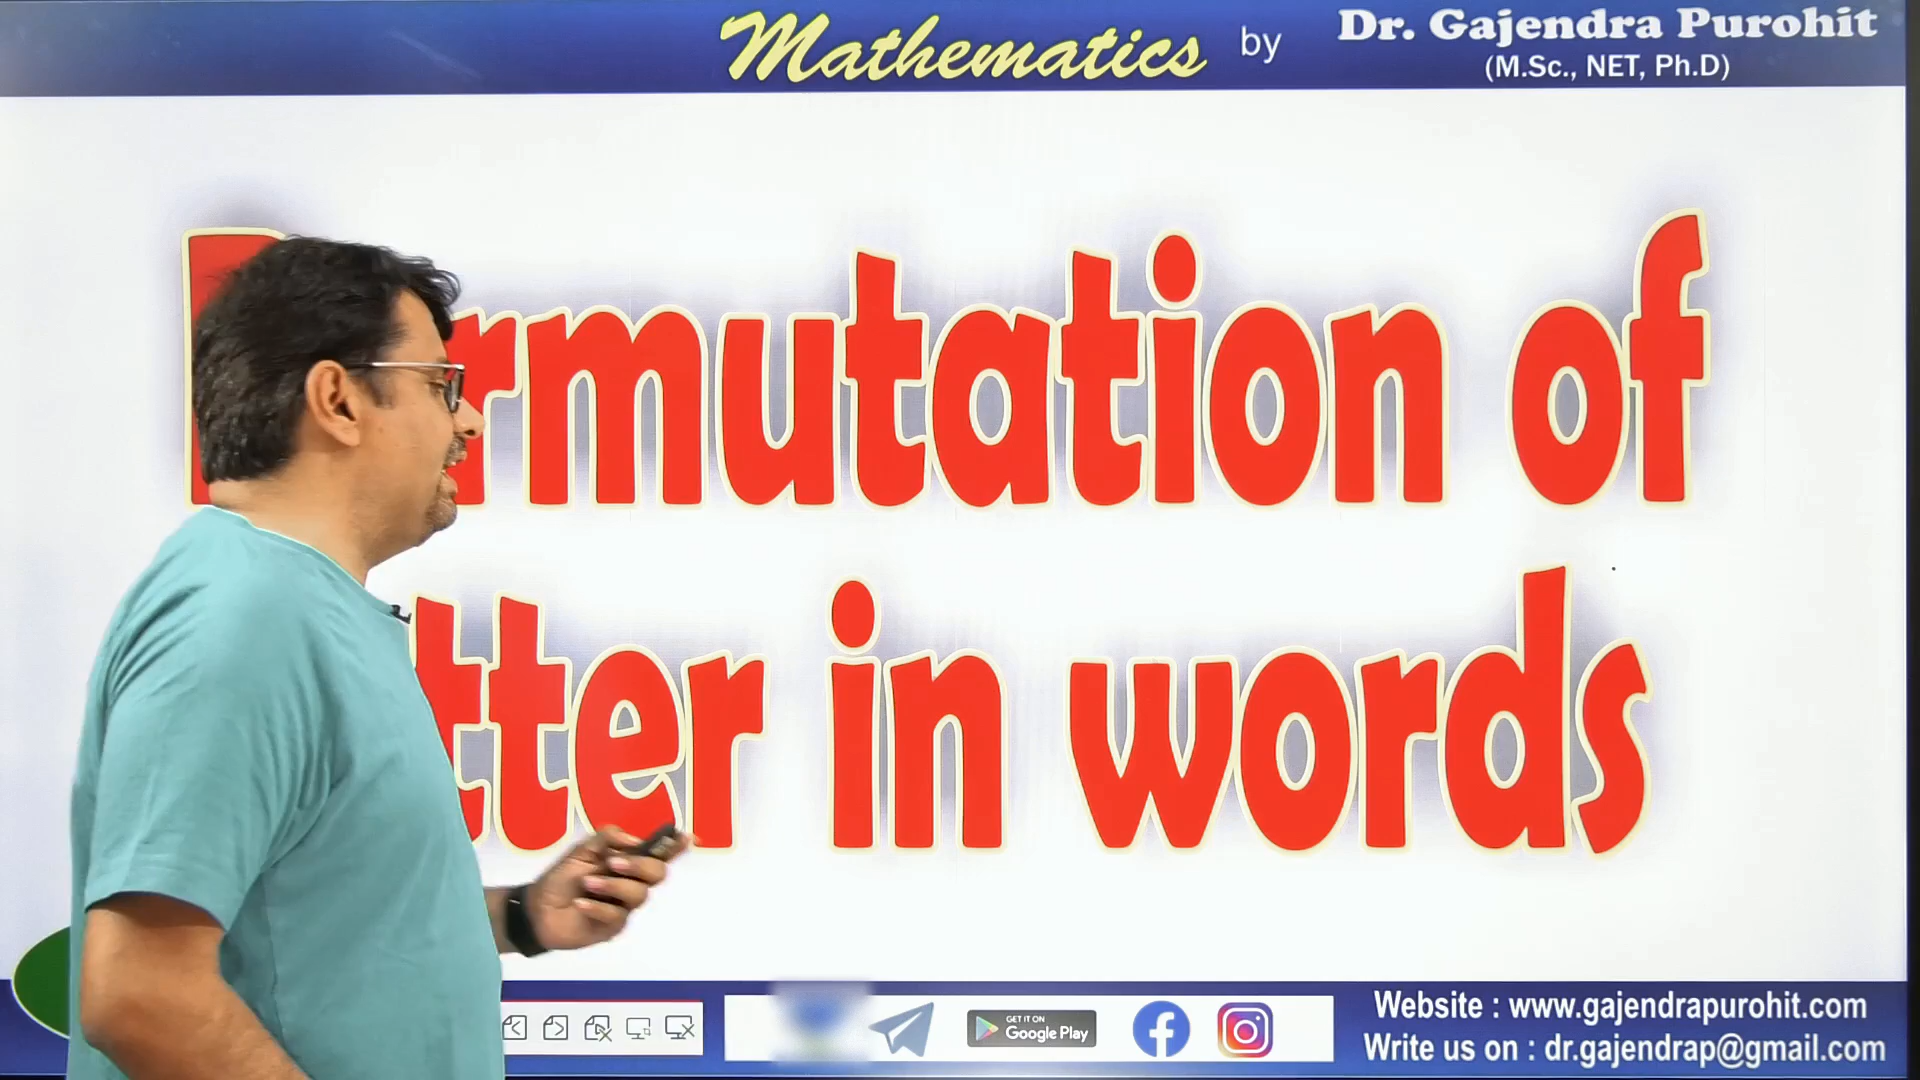 Mathematics by Dr. Gajendra Purohit
(M.Sc., NET, Ph.D)
Permutation of
tter in words
GET IT ON
Google Play
Website : www.gajendrapurohit.com
Write us on : dr.gajendrap@gmail.com